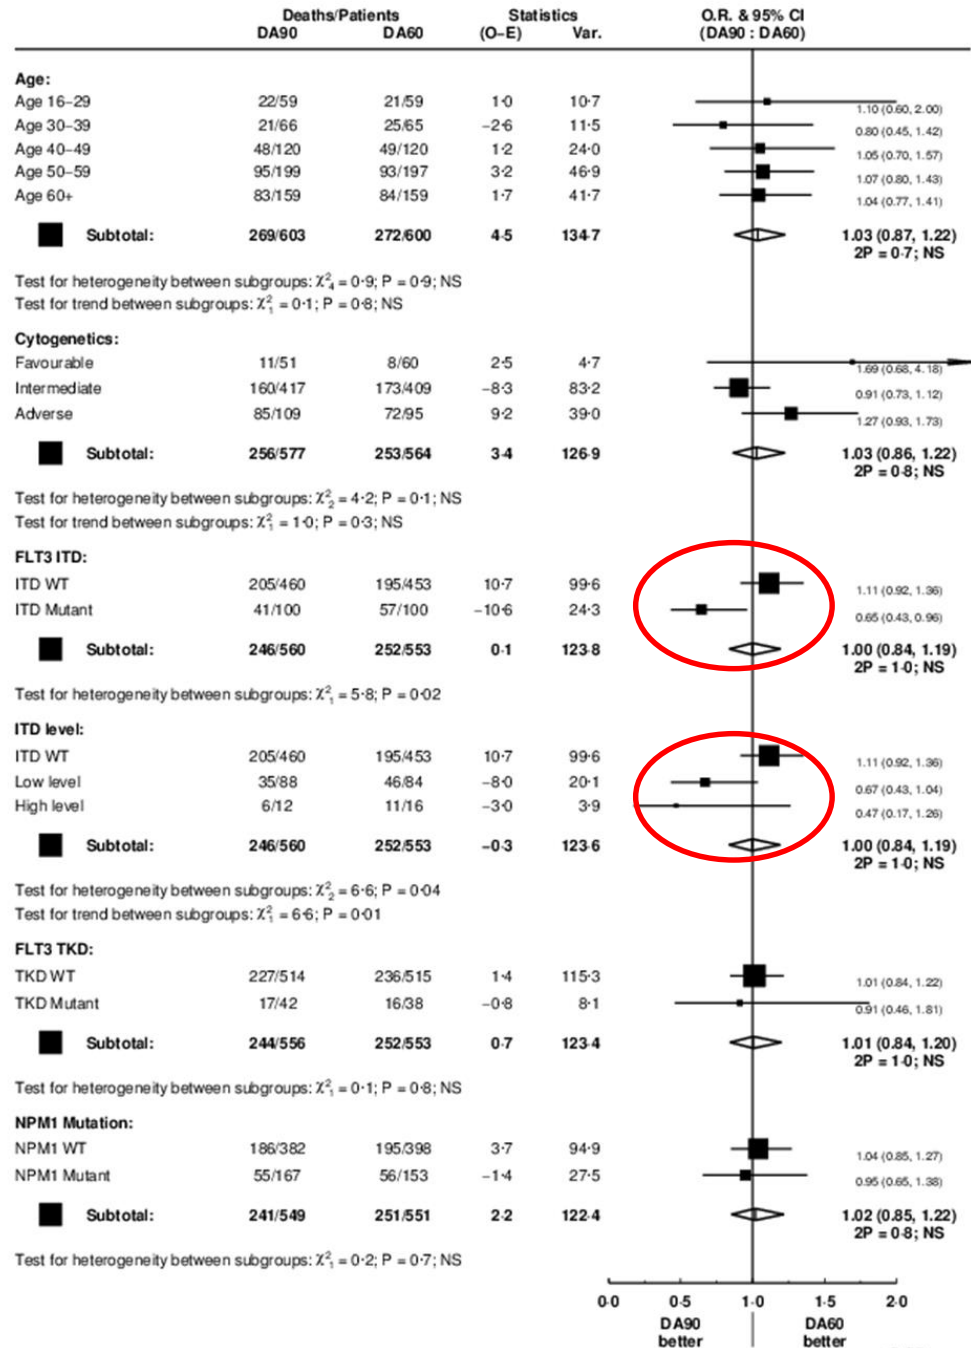 Deaths/Patients Statistics O.R. & 95% CI
DA90 DA60 (O–E) Var. (DA90 : DA60)
Age:
Age 16–29 22/59 21/59 1·0 10·7 1.10 (0.60, 2.00)
Age 30–39 21/66 25/65 –2·6 11·5 0.80 (0.45, 1.42)
Age 40–49 48/120 49/120 1·2 24·0 1.05 (0.70, 1.57)
Age 50–59 95/199 93/197 3·2 46·9 1.07 (0.80, 1.43)
Age 60+ 83/159 84/159 1·7 41·7 1.04 (0.77, 1.41)
Subtotal: 269/603 272/600 4·5 134·7 1.03 (0.87, 1.22)
2P = 0·7; NS
Test for heterogeneity between subgroups: χ²₄ = 0·9; P = 0·9; NS
Test for trend between subgroups: χ²₁ = 0·1; P = 0·8; NS
Cytogenetics:
Favourable 11/51 8/60 2·5 4·7 1.69 (0.68, 4.18)
Intermediate 160/417 173/409 –8·3 83·2 0.91 (0.73, 1.12)
Adverse 85/109 72/95 9·2 39·0 1.27 (0.93, 1.73)
Subtotal: 256/577 253/564 3·4 126·9 1.03 (0.86, 1.22)
2P = 0·8; NS
Test for heterogeneity between subgroups: χ²₂ = 4·2; P = 0·1; NS
Test for trend between subgroups: χ²₁ = 1·0; P = 0·3; NS
FLT3 ITD:
ITD WT 205/460 195/453 10·7 99·6 1.11 (0.92, 1.36)
ITD Mutant 41/100 57/100 –10·6 24·3 0.65 (0.43, 0.96)
Subtotal: 246/560 252/553 0·1 123·8 1.00 (0.84, 1.19)
2P = 1·0; NS
Test for heterogeneity between subgroups: χ²₁ = 5·8; P = 0·02
ITD level:
ITD WT 205/460 195/453 10·7 99·6 1.11 (0.92, 1.36)
Low level 35/88 46/84 –8·0 20·1 0.67 (0.43, 1.04)
High level 6/12 11/16 –3·0 3·9 0.47 (0.17, 1.26)
Subtotal: 246/560 252/553 –0·3 123·6 1.00 (0.84, 1.19)
2P = 1·0; NS
Test for heterogeneity between subgroups: χ²₂ = 6·6; P = 0·04
Test for trend between subgroups: χ²₁ = 6·6; P = 0·01
FLT3 TKD:
TKD WT 227/514 236/515 1·4 115·3 1.01 (0.84, 1.22)
TKD Mutant 17/42 16/38 –0·8 8·1 0.91 (0.46, 1.81)
Subtotal: 244/556 252/553 0·7 123·4 1.01 (0.84, 1.20)
2P = 1·0; NS
Test for heterogeneity between subgroups: χ²₁ = 0·1; P = 0·8; NS
NPM1 Mutation:
NPM1 WT 186/382 195/398 3·7 94·9 1.04 (0.85, 1.27)
NPM1 Mutant 55/167 56/153 –1·4 27·5 0.95 (0.65, 1.38)
Subtotal: 241/549 251/551 2·2 122·4 1.02 (0.85, 1.22)
2P = 0·8; NS
Test for heterogeneity between subgroups: χ²₁ = 0·2; P = 0·7; NS
0·0 0·5 1·0 1·5 2·0
DA90 DA60
better better